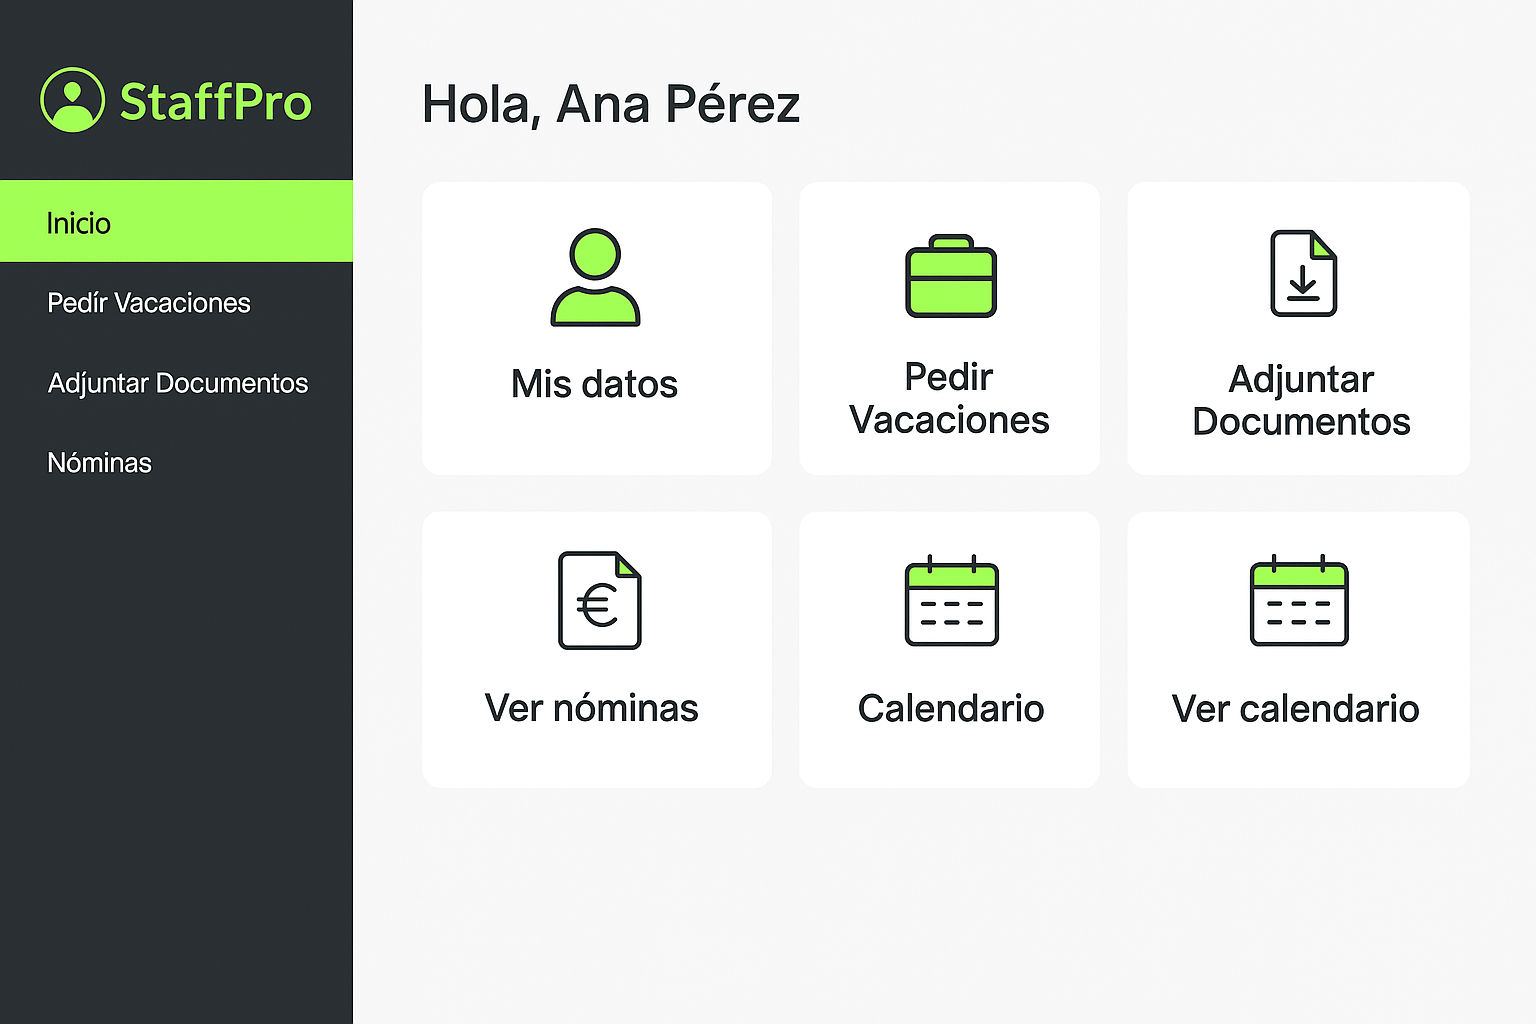 StaffPro
Inicio
Pedír Vacaciones
Adjuntar Documentos
Nóminas
Hola, Ana Pérez
Mis datos
Pedir
Vacaciones
Adjuntar
Documentos
€
Ver nóminas
Calendario
Ver calendario